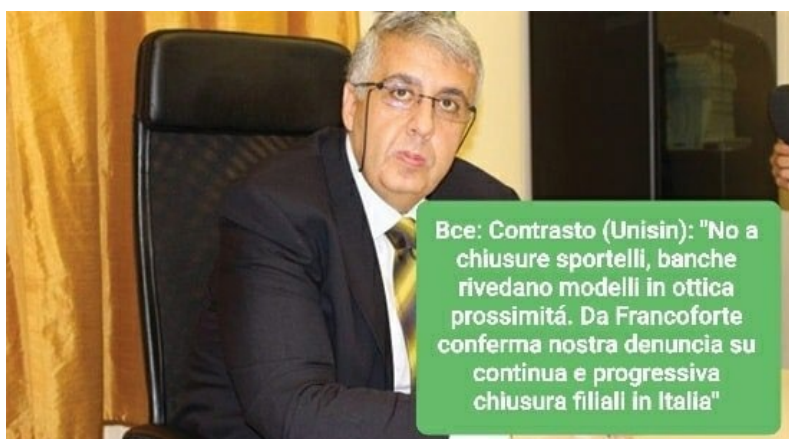 Bce: Contrasto (Unisin): "No a
chiusure sportelli, banche
rivedano modelli in ottica
prossimitá. Da Francoforte
conferma nostra denuncia su
continua e progressiva
chiusura filiali in Italia"